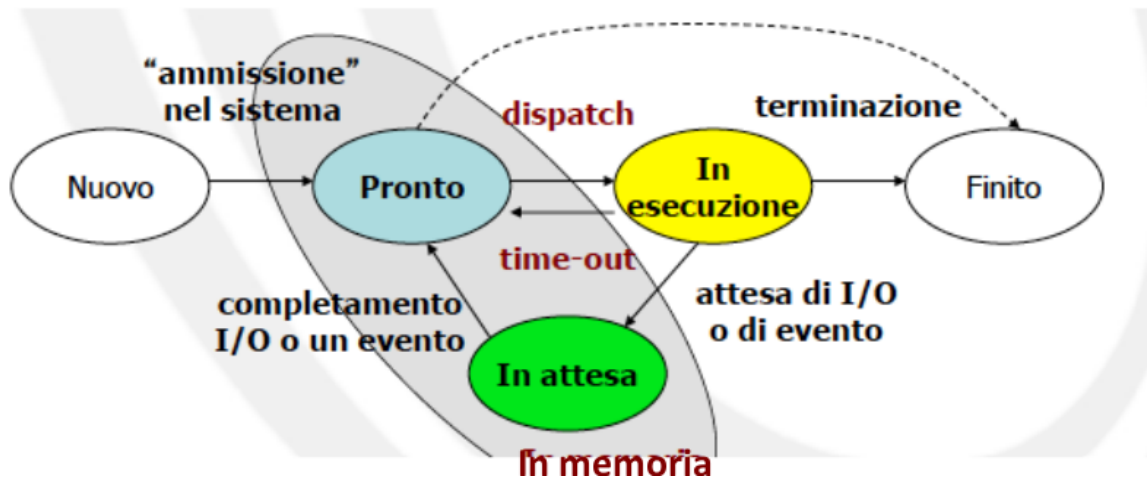 “ammissione”
nel sistema
dispatch
terminazione
Nuovo
Pronto
In
esecuzione
Finito
time-out
completamento
I/O o un evento
attesa di I/O
o di evento
In attesa
In memoria